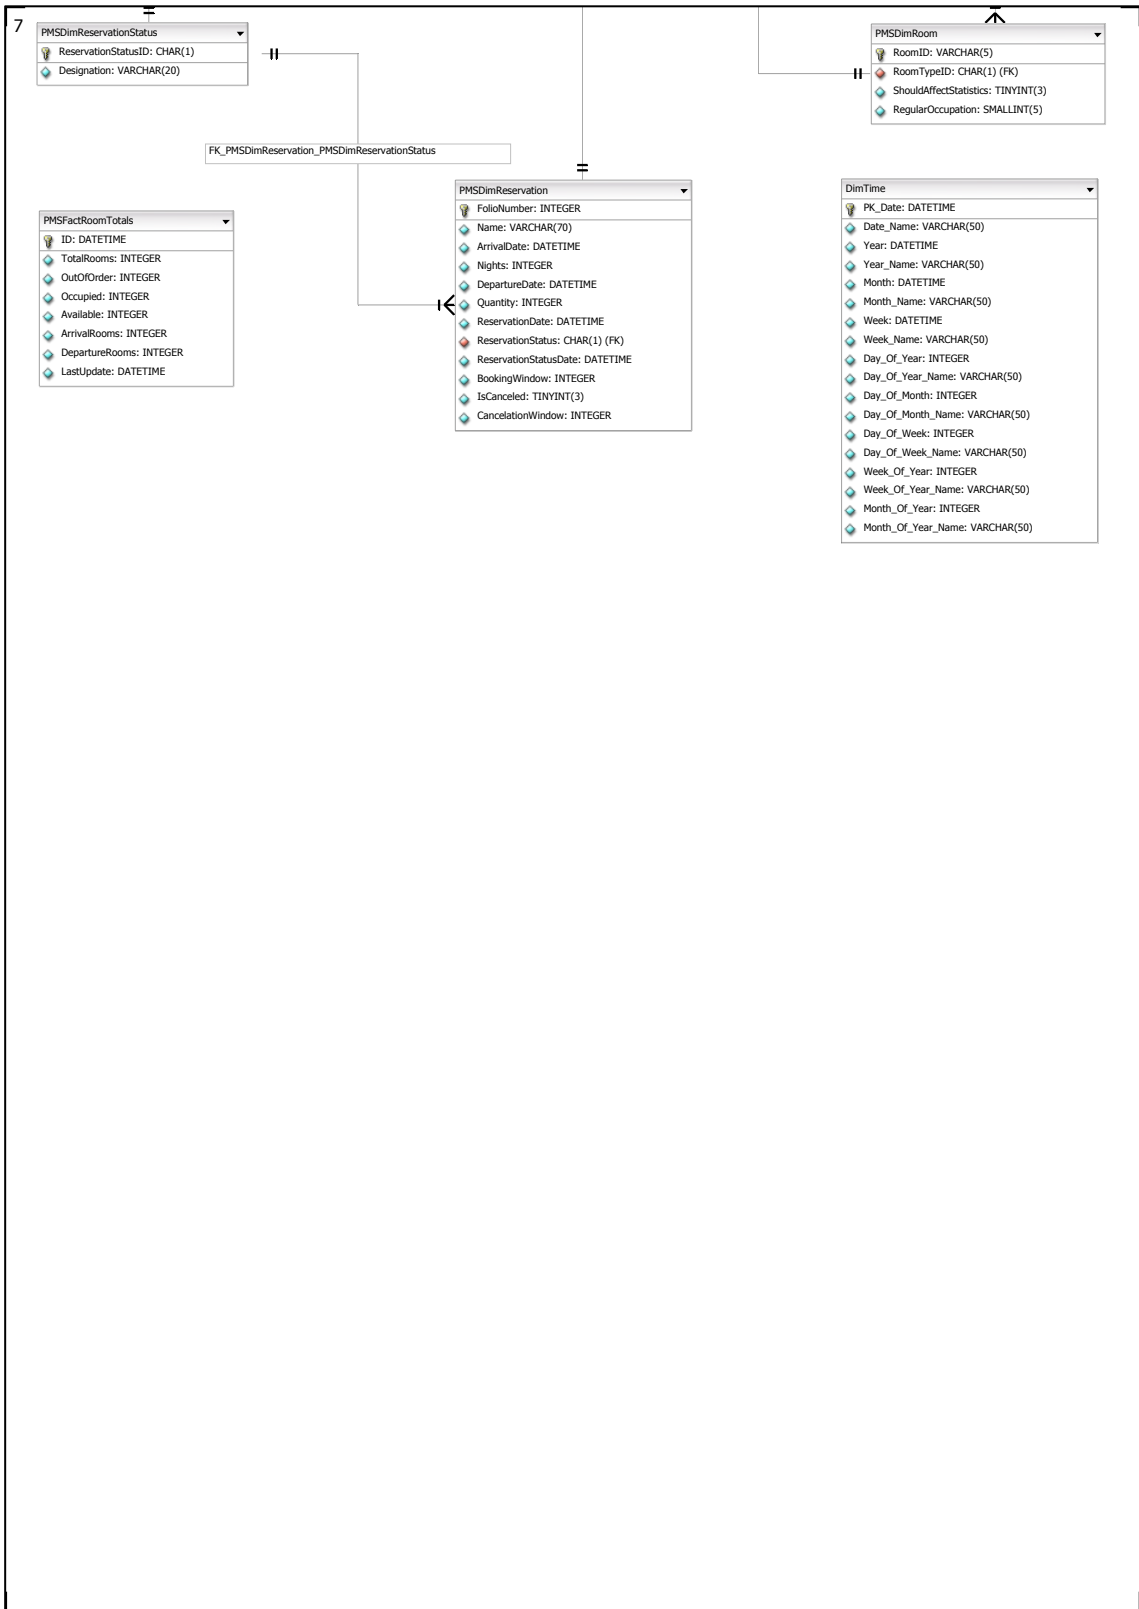 7
PMSDimReservationStatus
ReservationStatusID: CHAR(1)
Designation: VARCHAR(20)
PMSDimRoom
RoomID: VARCHAR(5)
RoomTypeID: CHAR(1) (FK)
ShouldAffectStatistics: TINYINT(3)
RegularOccupation: SMALLINT(5)
FK_PMSDimReservation_PMSDimReservationStatus
PMSFactRoomTotals
ID: DATETIME
TotalRooms: INTEGER
OutOfOrder: INTEGER
Occupied: INTEGER
Available: INTEGER
ArrivalRooms: INTEGER
DepartureRooms: INTEGER
LastUpdate: DATETIME
PMSDimReservation
FolioNumber: INTEGER
Name: VARCHAR(70)
ArrivalDate: DATETIME
Nights: INTEGER
DepartureDate: DATETIME
Quantity: INTEGER
ReservationDate: DATETIME
ReservationStatus: CHAR(1) (FK)
ReservationStatusDate: DATETIME
BookingWindow: INTEGER
IsCanceled: TINYINT(3)
CancelationWindow: INTEGER
DimTime
PK_Date: DATETIME
Date_Name: VARCHAR(50)
Year: DATETIME
Year_Name: VARCHAR(50)
Month: DATETIME
Month_Name: VARCHAR(50)
Week: DATETIME
Week_Name: VARCHAR(50)
Day_Of_Year: INTEGER
Day_Of_Year_Name: VARCHAR(50)
Day_Of_Month: INTEGER
Day_Of_Month_Name: VARCHAR(50)
Day_Of_Week: INTEGER
Day_Of_Week_Name: VARCHAR(50)
Week_Of_Year: INTEGER
Week_Of_Year_Name: VARCHAR(50)
Month_Of_Year: INTEGER
Month_Of_Year_Name: VARCHAR(50)